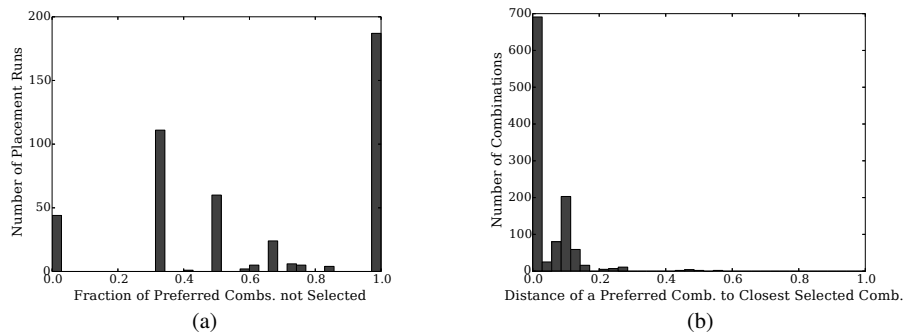 200
150
100
50
0
0.0 0.2 0.4 0.6 0.8 1.0
Number of Placement Runs
Fraction of Preferred Combs. not Selected
(a)
700
600
500
400
300
200
100
0
0.0 0.2 0.4 0.6 0.8 1.0
Number of Combinations
Distance of a Preferred Comb. to Closest Selected Comb.
(b)